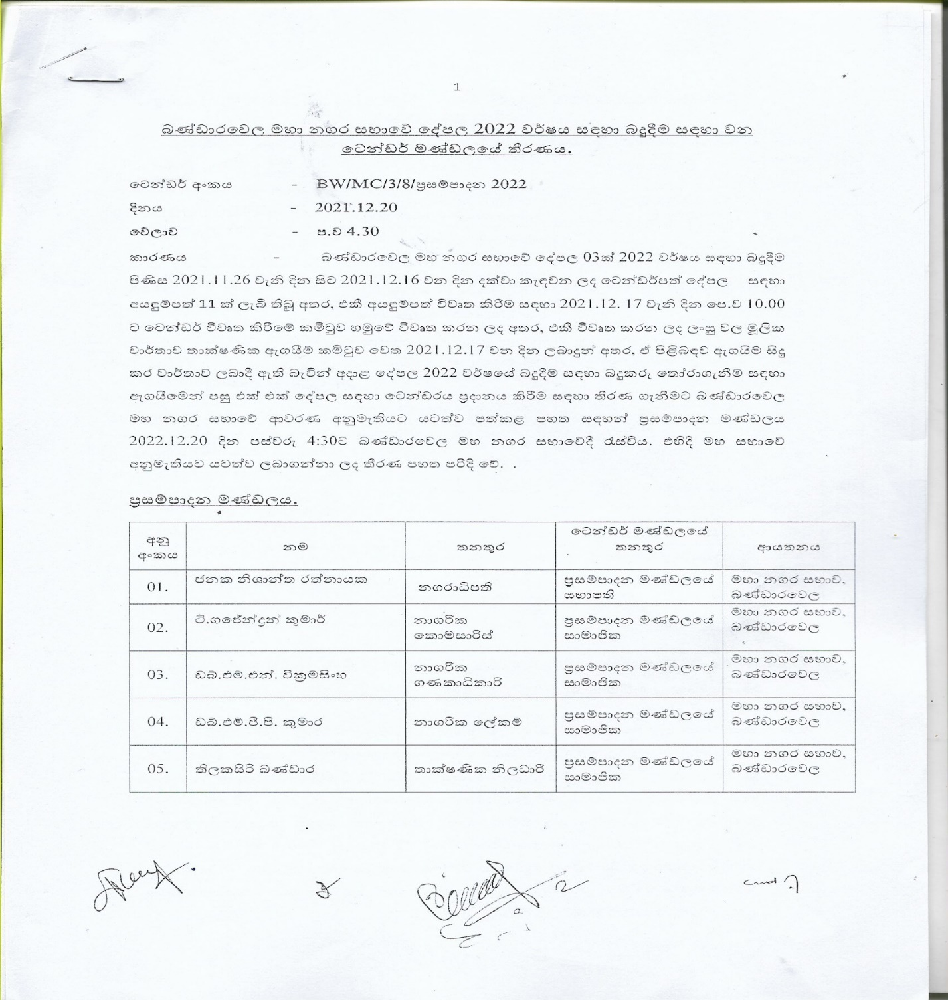 1
බණ්ඩාරවෙල මහා නගර සභාවේ දේපල 2022 වර්ෂය සඳහා බදුදීම සඳහා වන
ටෙන්ඩර් මණ්ඩලයේ තීරණය.
ටෙන්ඩර් අංකය - BW/MC/3/8/ප්‍රසම්පාදන 2022
දිනය - 2021.12.20
වේලාව - ප.ව 4.30
කාරණය - බණ්ඩාරවෙල මහ නගර සභාවේ දේපල 03ක් 2022 වර්ෂය සඳහා බදුදීම
පිණිස 2021.11.26 වැනි දින සිට 2021.12.16 වන දින දක්වා කැඳවන ලද ටෙන්ඩර්පත් දේපල සඳහා
අයඳුම්පත් 11 ක් ලැබී තිබූ අතර, එකී අයඳුම්පත් විවෘත කිරීම සඳහා 2021.12. 17 වැනි දින පෙ.ව 10.00
ට ටෙන්ඩර් විවෘත කිරිමේ කමිටුව හමුවේ විවෘත කරන ලද අතර, එකී විවෘත කරන ලද ලංසු වල මූලික
වාර්තාව තාක්ෂණික ඇගයීම් කමිටුව වෙත 2021.12.17 වන දින ලබාදුන් අතර, ඒ පිළිබඳව ඇගයීම සිදු
කර වාර්තාව ලබාදී ඇති බැවින් අදාළ දේපල 2022 වර්ෂයේ බදුදීම සඳහා බදුකරු තෝරාගැනීම සඳහා
ඇගයීමෙන් පසු එක් එක් දේපල සඳහා ටෙන්ඩරය ප්‍රදානය කිරීම සඳහා තීරණ ගැනීමට බණ්ඩාරවෙල
මහ නගර සභාවේ ආවරණ අනුමැතියට යටත්ව පත්කළ පහත සඳහන් ප්‍රසම්පාදන මණ්ඩලය
2022.12.20 දින පස්වරු 4:30ට බණ්ඩාරවෙල මහ නගර සභාවේදී රැස්විය. එහිදී මහ සභාවේ
අනුමැතියට යටත්ව ලබාගන්නා ලද තීරණ පහත පරිදි වේ. .
ප්‍රසම්පාදන මණ්ඩලය.
අනු අංකය නම තනතුර ටෙන්ඩර් මණ්ඩලයේ තනතුර ආයතනය
01. ජනක නිශාන්ත රත්නායක නගරාධිපති ප්‍රසම්පාදන මණ්ඩලයේ සභාපති මහා නගර සභාව, බණ්ඩාරවෙල
02. ටී.ගජේන්ද්‍රන් කුමාර් නාගරික කොමසාරිස් ප්‍රසම්පාදන මණ්ඩලයේ සාමාජික මහා නගර සභාව, බණ්ඩාරවෙල
03. ඩබ්.එම්.එන්. වික්‍රමසිංහ නාගරික ගණකාධිකාරි ප්‍රසම්පාදන මණ්ඩලයේ සාමාජික මහා නගර සභාව, බණ්ඩාරවෙල
04. ඩබ්.එම්.පී.පී. කුමාර නාගරික ලේකම් ප්‍රසම්පාදන මණ්ඩලයේ සාමාජික මහා නගර සභාව, බණ්ඩාරවෙල
05. තිලකසිරි බණ්ඩාර තාක්ෂණික නිලධාරී ප්‍රසම්පාදන මණ්ඩලයේ සාමාජික මහා නගර සභාව, බණ්ඩාරවෙල